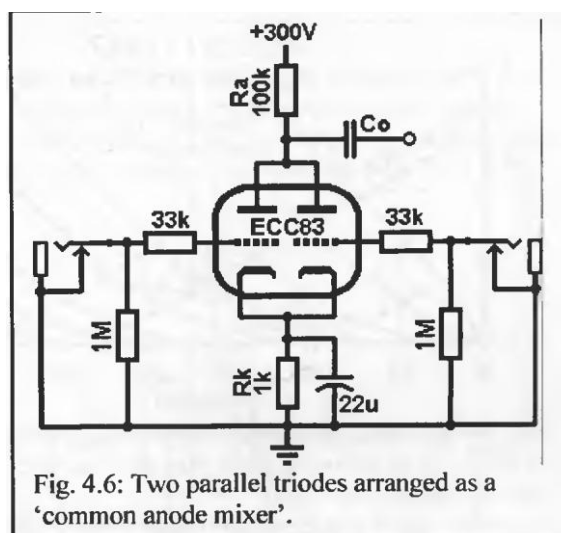 +300V
Ra
100k
Co
33k
ECC83
33k
1M
Rk
1k
22u
1M
Fig. 4.6: Two parallel triodes arranged as a
‘common anode mixer’.